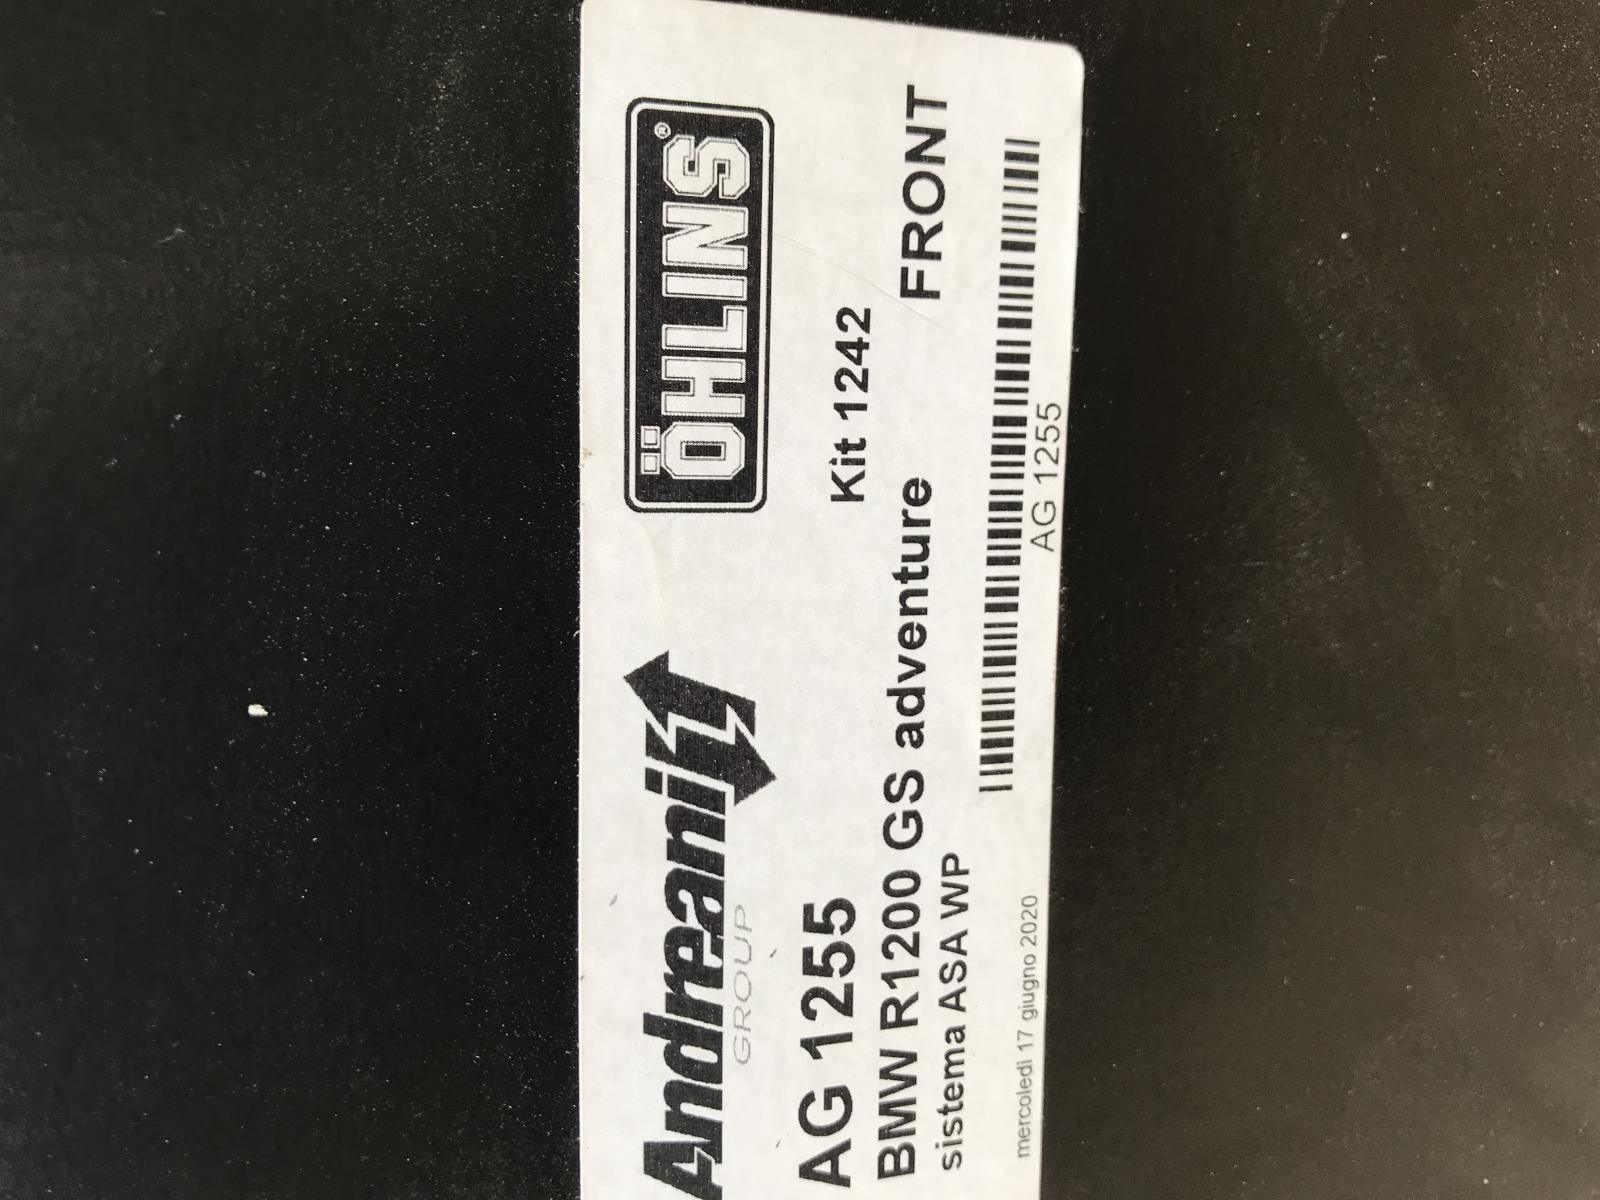 Andreani
GROUP
ÖHLINS®
AG 1255
Kit 1242
BMW R1200 GS adventure
FRONT
sistema ASA WP
mercoledì 17 giugno 2020
AG 1255